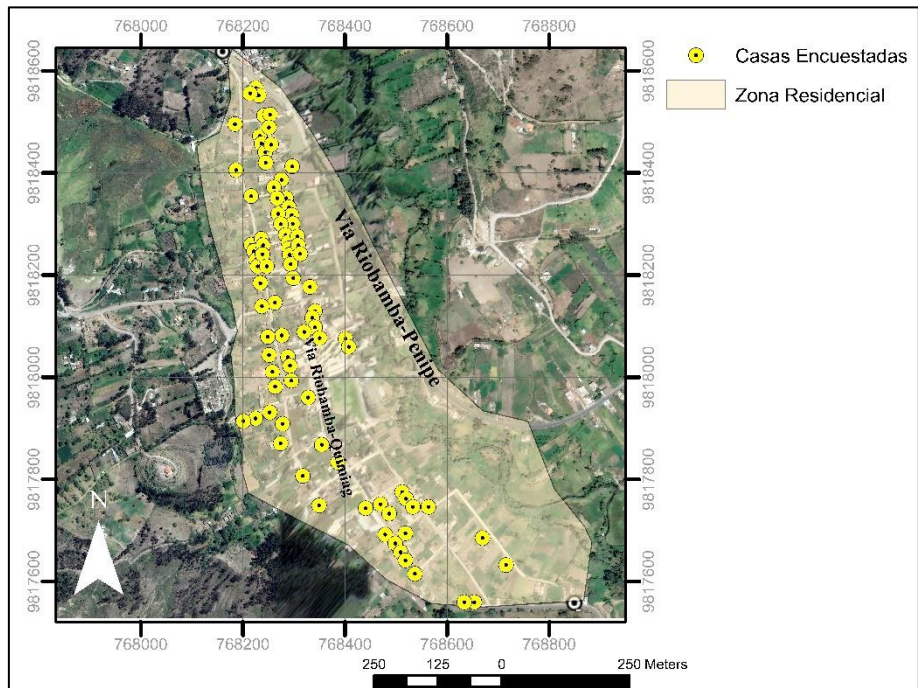 768000 768200 768400 768600 768800
Casas Encuestadas
Zona Residencial
9818600 9818600
9818400 9818400
9818200 9818200
9818000 9818000
9817800 9817800
9817600 9817600
Via Riobamba-Penipe
Via Riobamba-Quimiag
N
768000 768200 768400 768600 768800
250 125 0 250 Meters